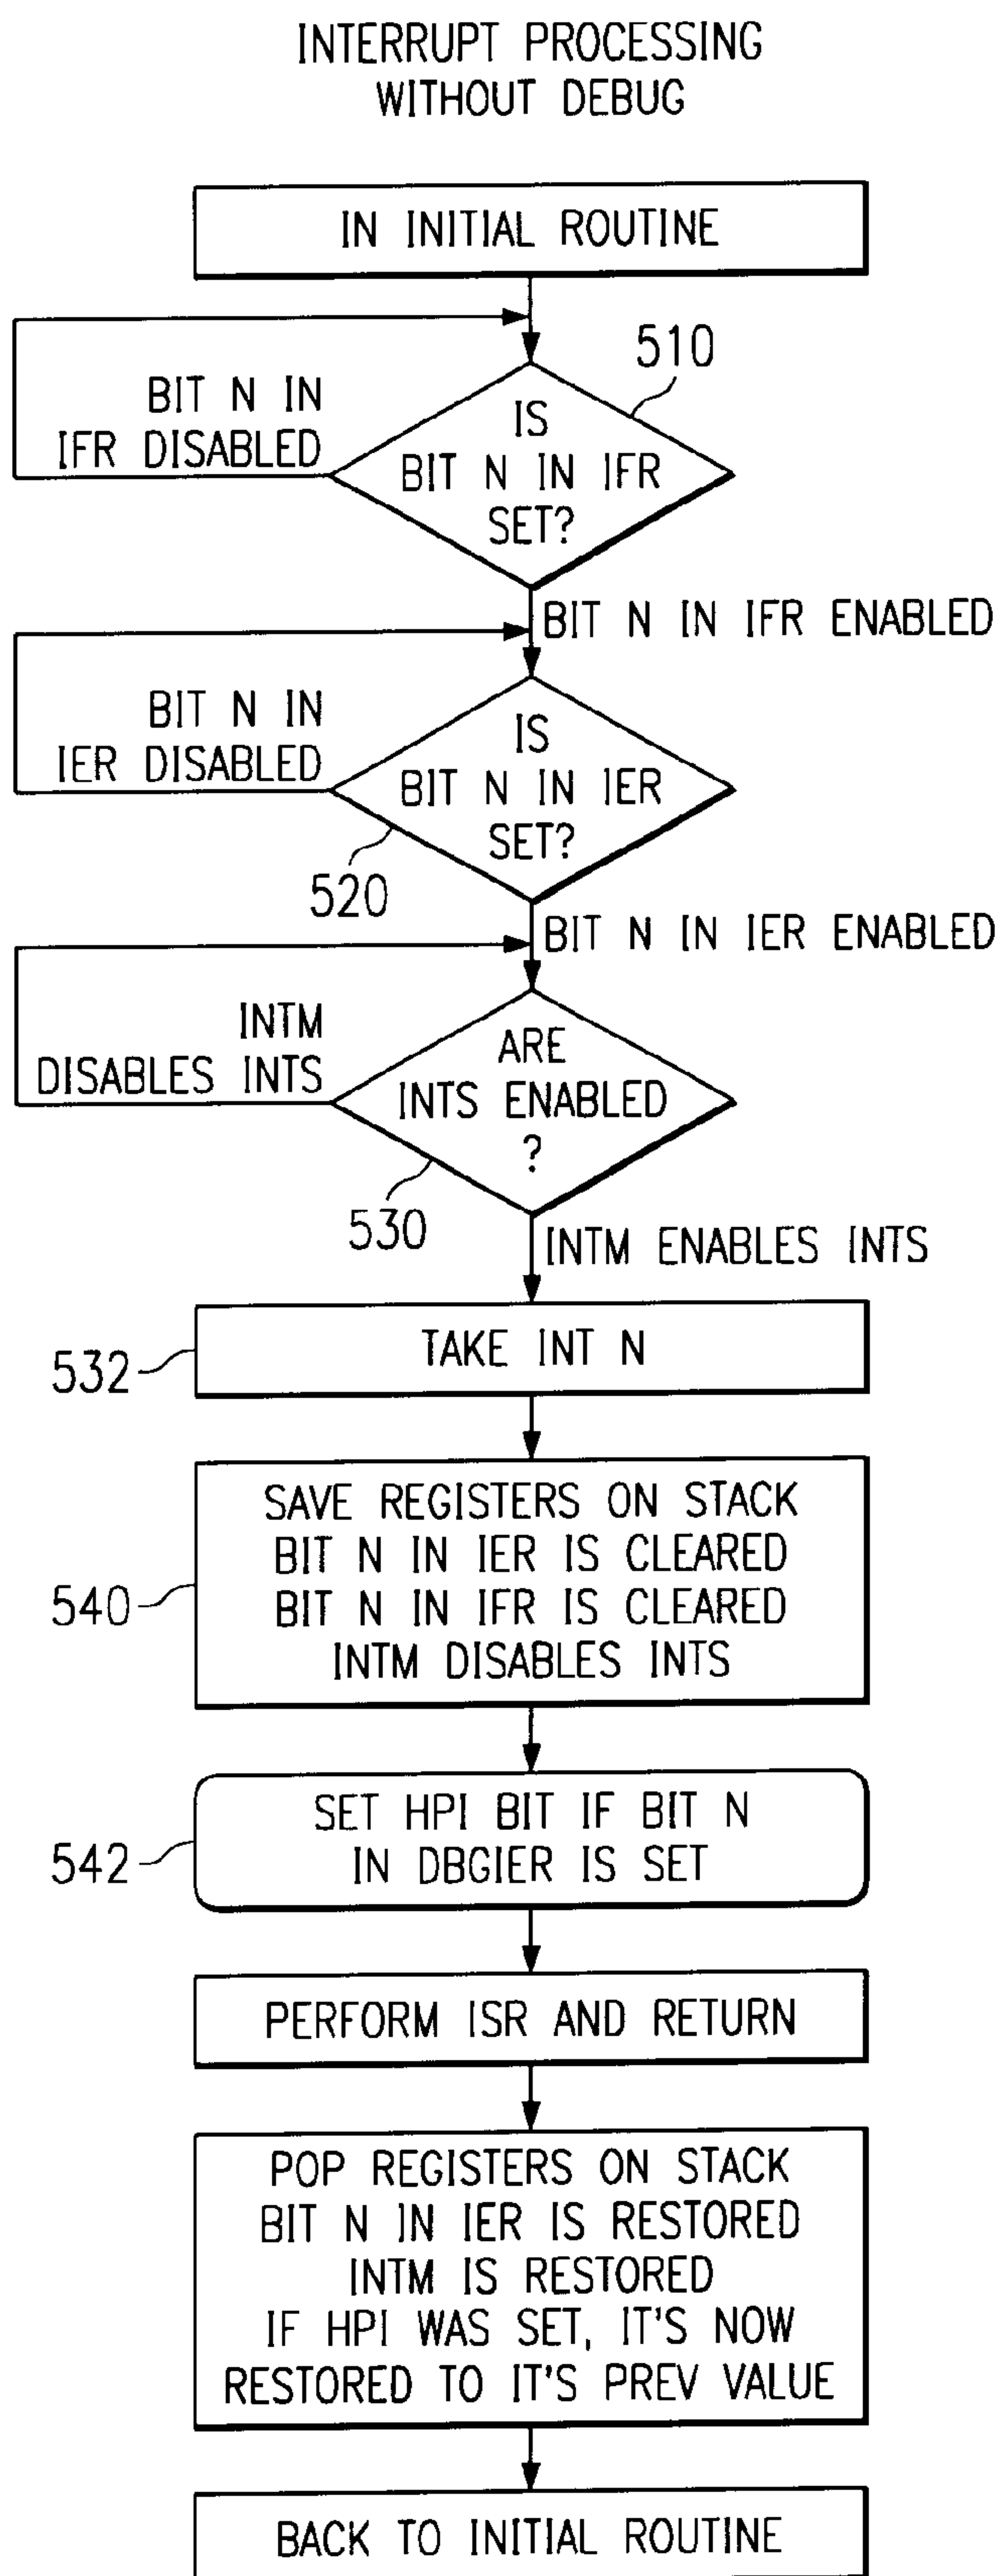 INTERRUPT PROCESSING
WITHOUT DEBUG
IN INITIAL ROUTINE
510
BIT N IN
IFR DISABLED
IS
BIT N IN IFR
SET?
BIT N IN IFR ENABLED
BIT N IN
IER DISABLED
IS
BIT N IN IER
SET?
520
BIT N IN IER ENABLED
INTM
DISABLES INTS
ARE
INTS ENABLED
?
530
INTM ENABLES INTS
532
TAKE INT N
540
SAVE REGISTERS ON STACK
BIT N IN IER IS CLEARED
BIT N IN IFR IS CLEARED
INTM DISABLES INTS
542
SET HPI BIT IF BIT N
IN DBGIER IS SET
PERFORM ISR AND RETURN
POP REGISTERS ON STACK
BIT N IN IER IS RESTORED
INTM IS RESTORED
IF HPI WAS SET, IT'S NOW
RESTORED TO IT'S PREV VALUE
BACK TO INITIAL ROUTINE